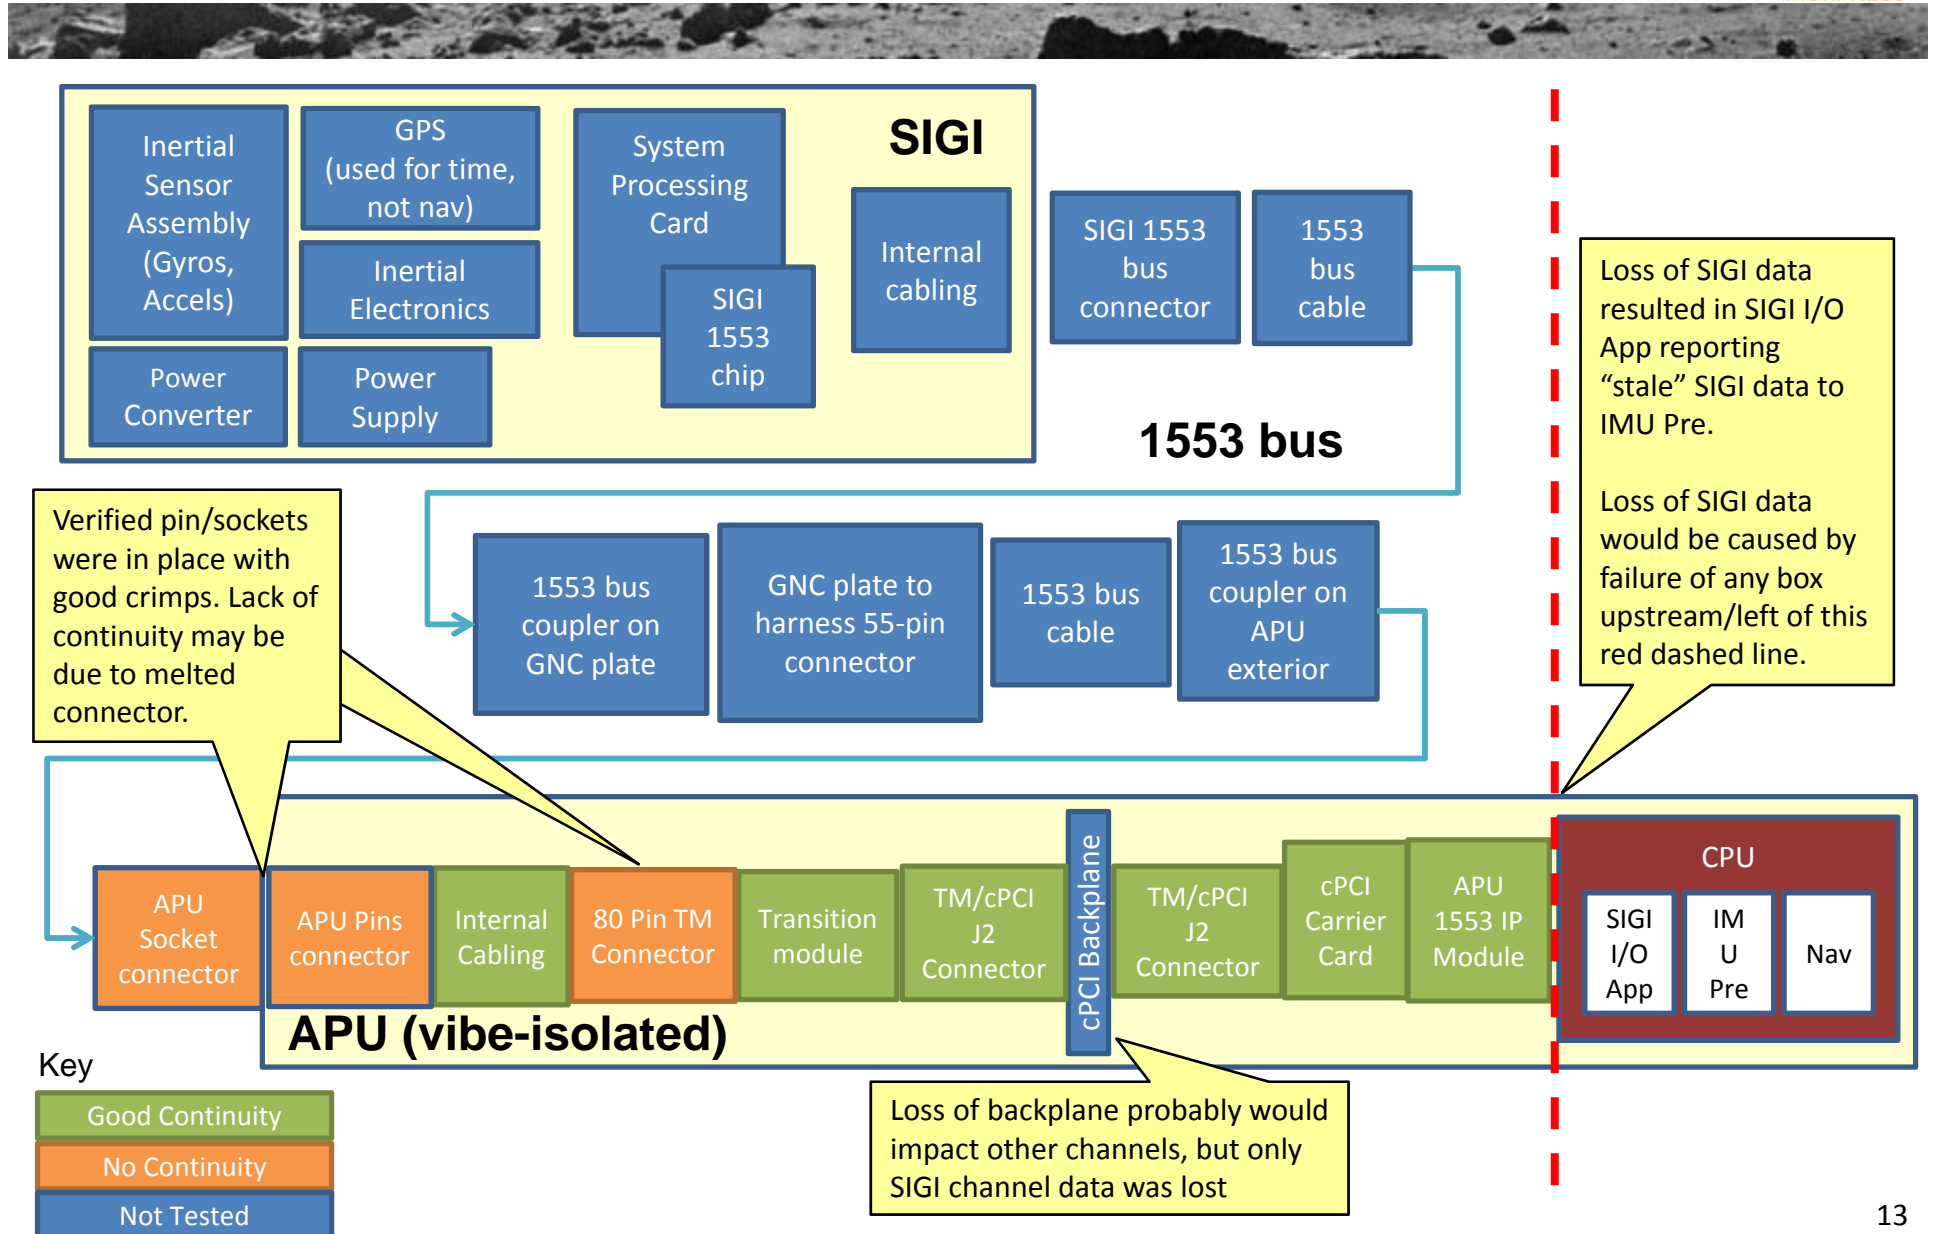 SIGI
Inertial
Sensor
Assembly
(Gyros,
Accels)
GPS
(used for time,
not nav)
Inertial
Electronics
Power
Converter
Power
Supply
System
Processing
Card
SIGI
1553
chip
Internal
cabling
SIGI 1553
bus
connector
1553
bus
cable
1553 bus
Loss of SIGI data
resulted in SIGI I/O
App reporting
“stale” SIGI data to
IMU Pre.
Loss of SIGI data
would be caused by
failure of any box
upstream/left of this
red dashed line.
Verified pin/sockets
were in place with
good crimps. Lack of
continuity may be
due to melted
connector.
1553 bus
coupler on
GNC plate
GNC plate to
harness 55-pin
connector
1553 bus
cable
1553 bus
coupler on
APU
exterior
APU
Socket
connector
APU Pins
connector
Internal
Cabling
80 Pin TM
Connector
Transition
module
TM/cPCI
J2
Connector
cPCI Backplane
TM/cPCI
J2
Connector
cPCI
Carrier
Card
APU
1553 IP
Module
CPU
SIGI
I/O
App
IM
U
Pre
Nav
APU (vibe-isolated)
Key
Good Continuity
No Continuity
Not Tested
Loss of backplane probably would
impact other channels, but only
SIGI channel data was lost
13